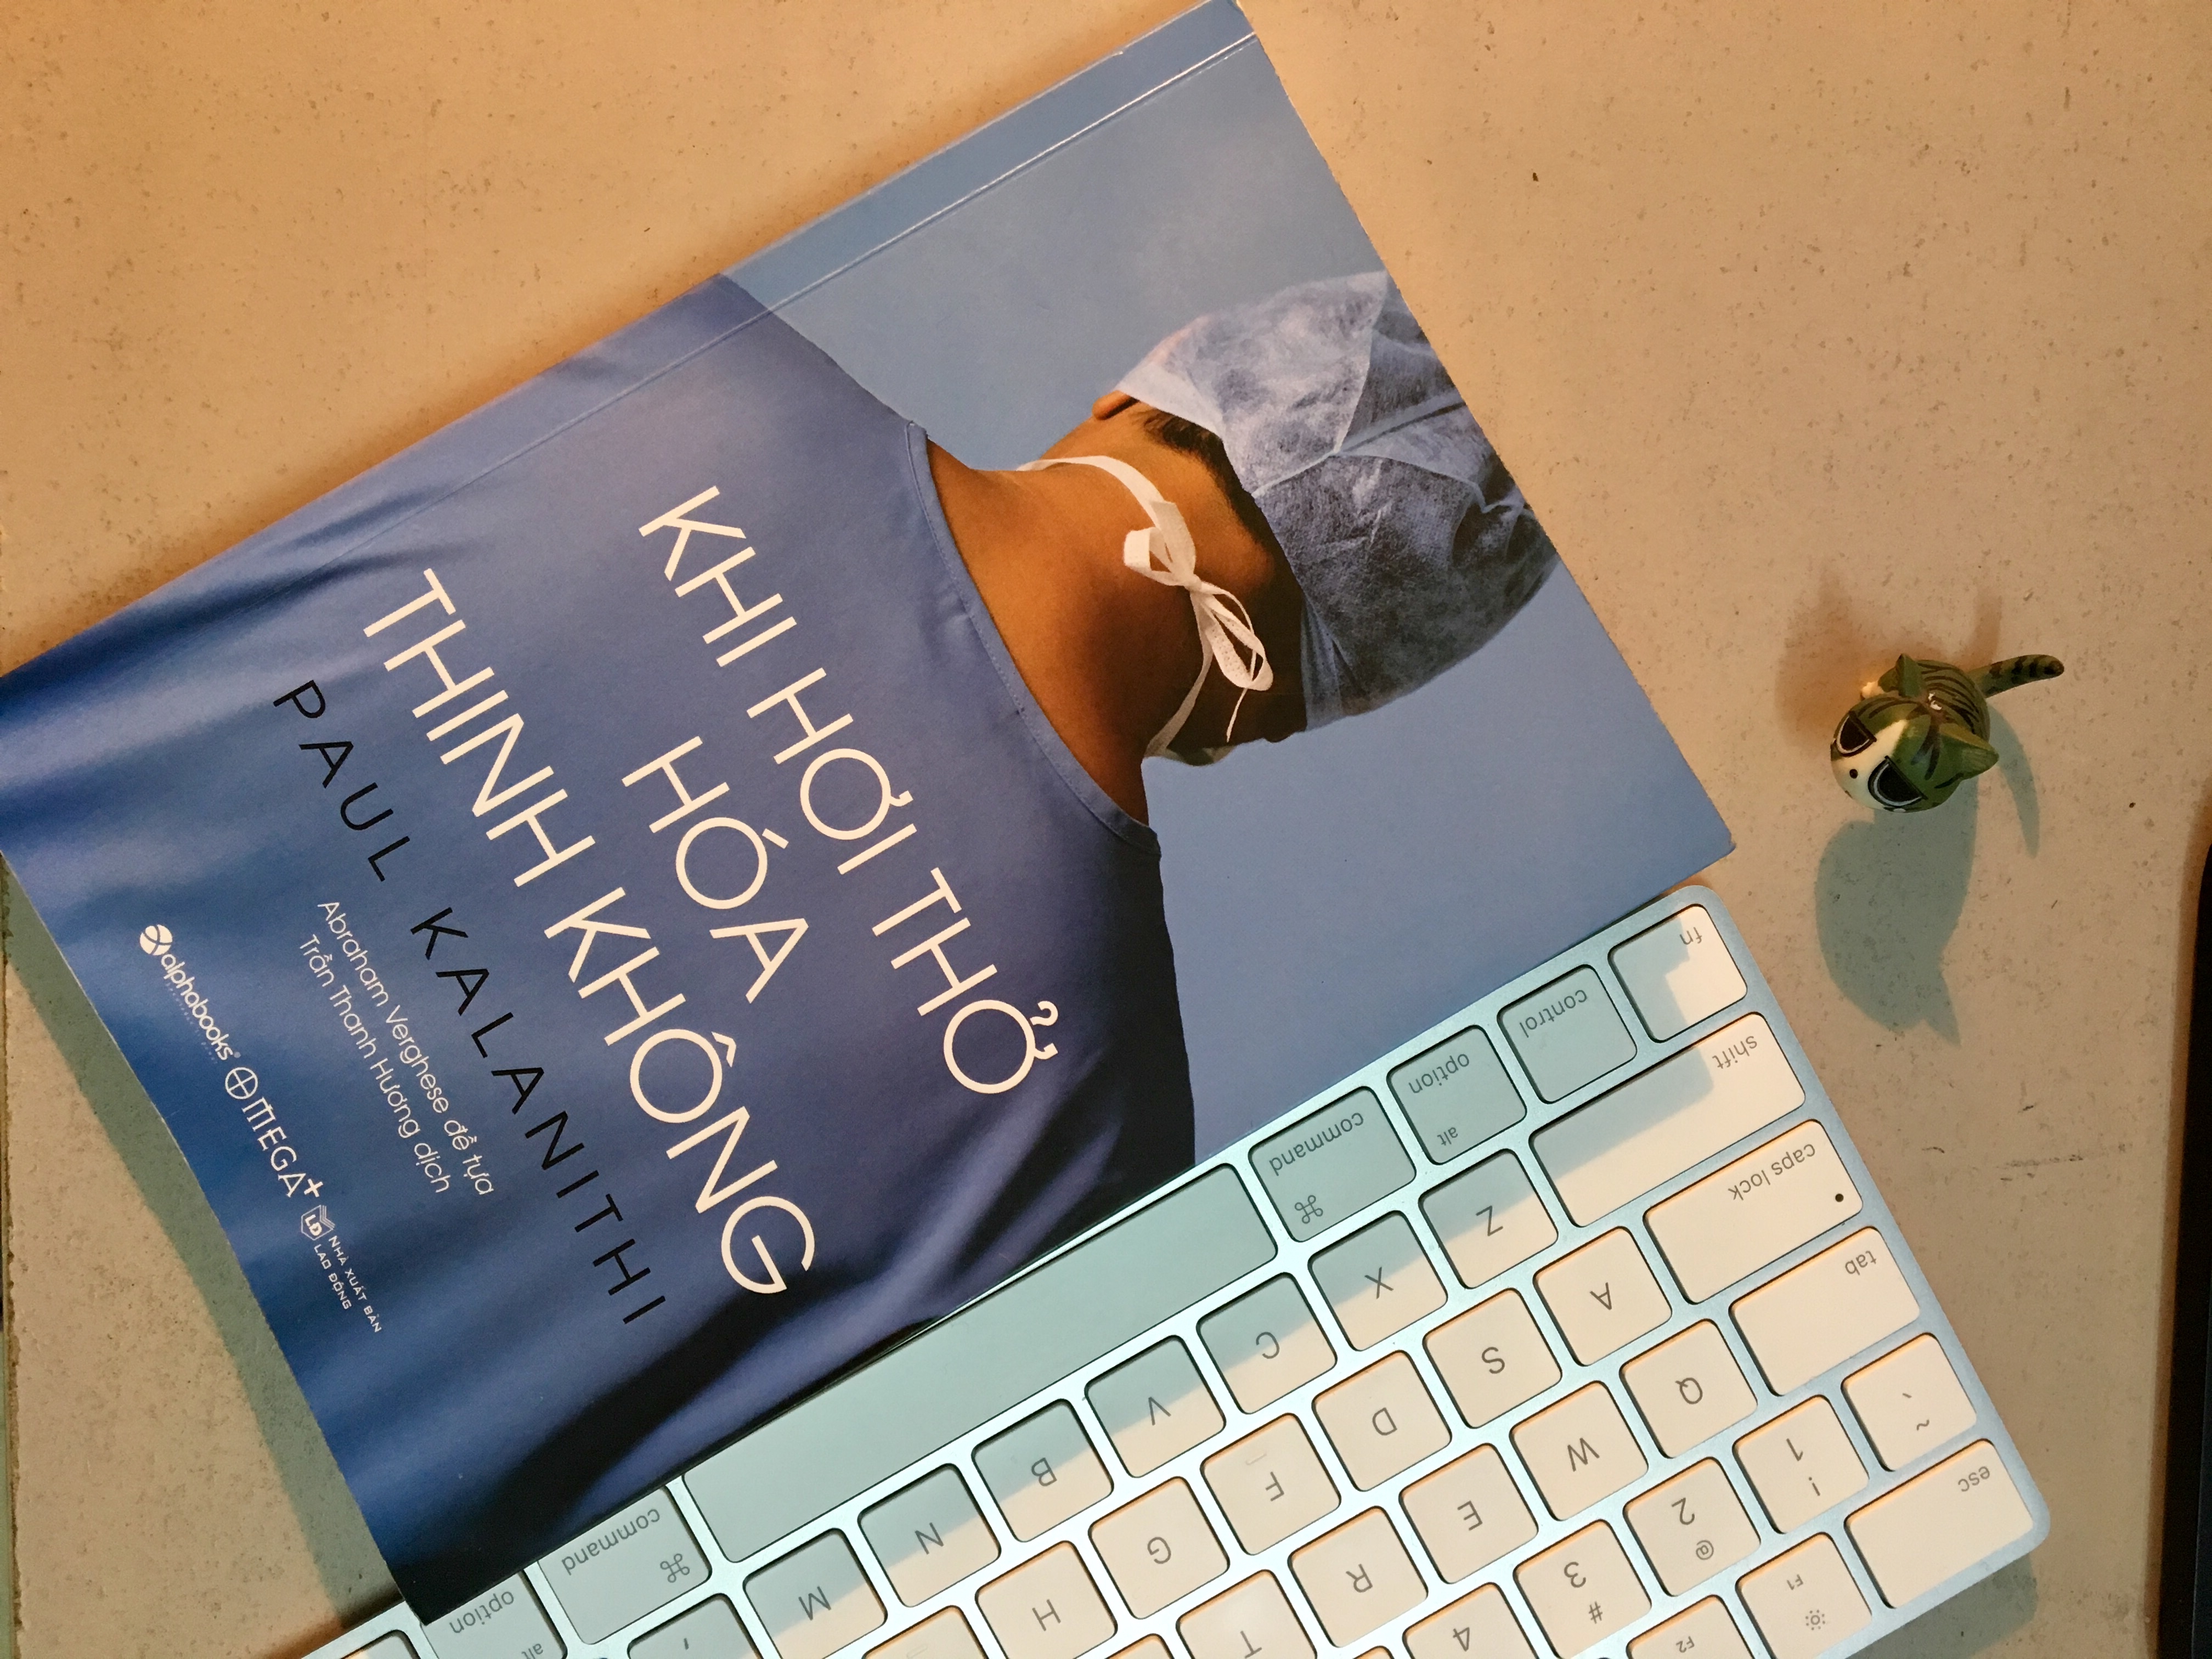 KHI HƠI THỞ
HÓA
THINH KHÔNG
PAUL KALANITHI
Abraham Verghese đề tựa
Trần Thanh Hương dịch
alphabooks®
OMEGA+
LĐ
NHÀ XUẤT BẢN
LAO ĐỘNG
esc
F1
F2
~
`
!
1
@
2
#
3
4
tab
Q
W
E
R
T
caps lock
A
S
D
F
G
H
shift
Z
X
C
V
B
N
M
,
fn
control
alt
option
⌘
command
⌘
command
alt
option